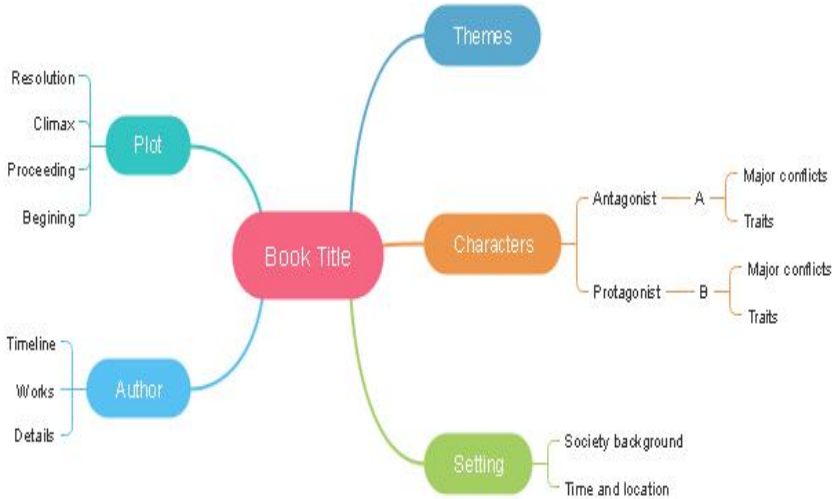 Themes
Resolution
Climax
Plot
Proceeding
Begining
Book Title
Characters
Antagonist
A
Major conflicts
Traits
Protagonist
B
Major conflicts
Traits
Timeline
Works
Author
Details
Setting
Society background
Time and location